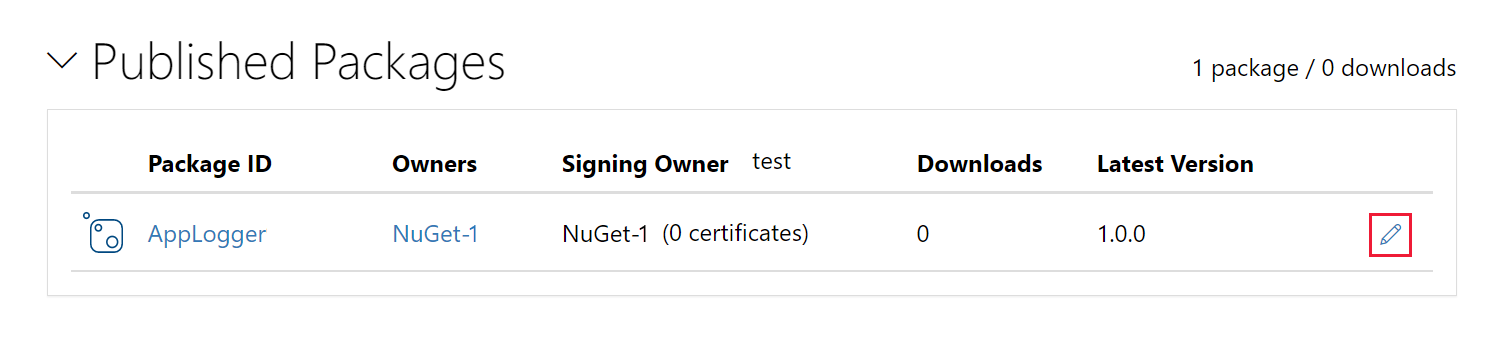 Published Packages
1 package / 0 downloads
Package ID Owners Signing Owner test Downloads Latest Version
AppLogger NuGet-1 NuGet-1 (0 certificates) 0 1.0.0